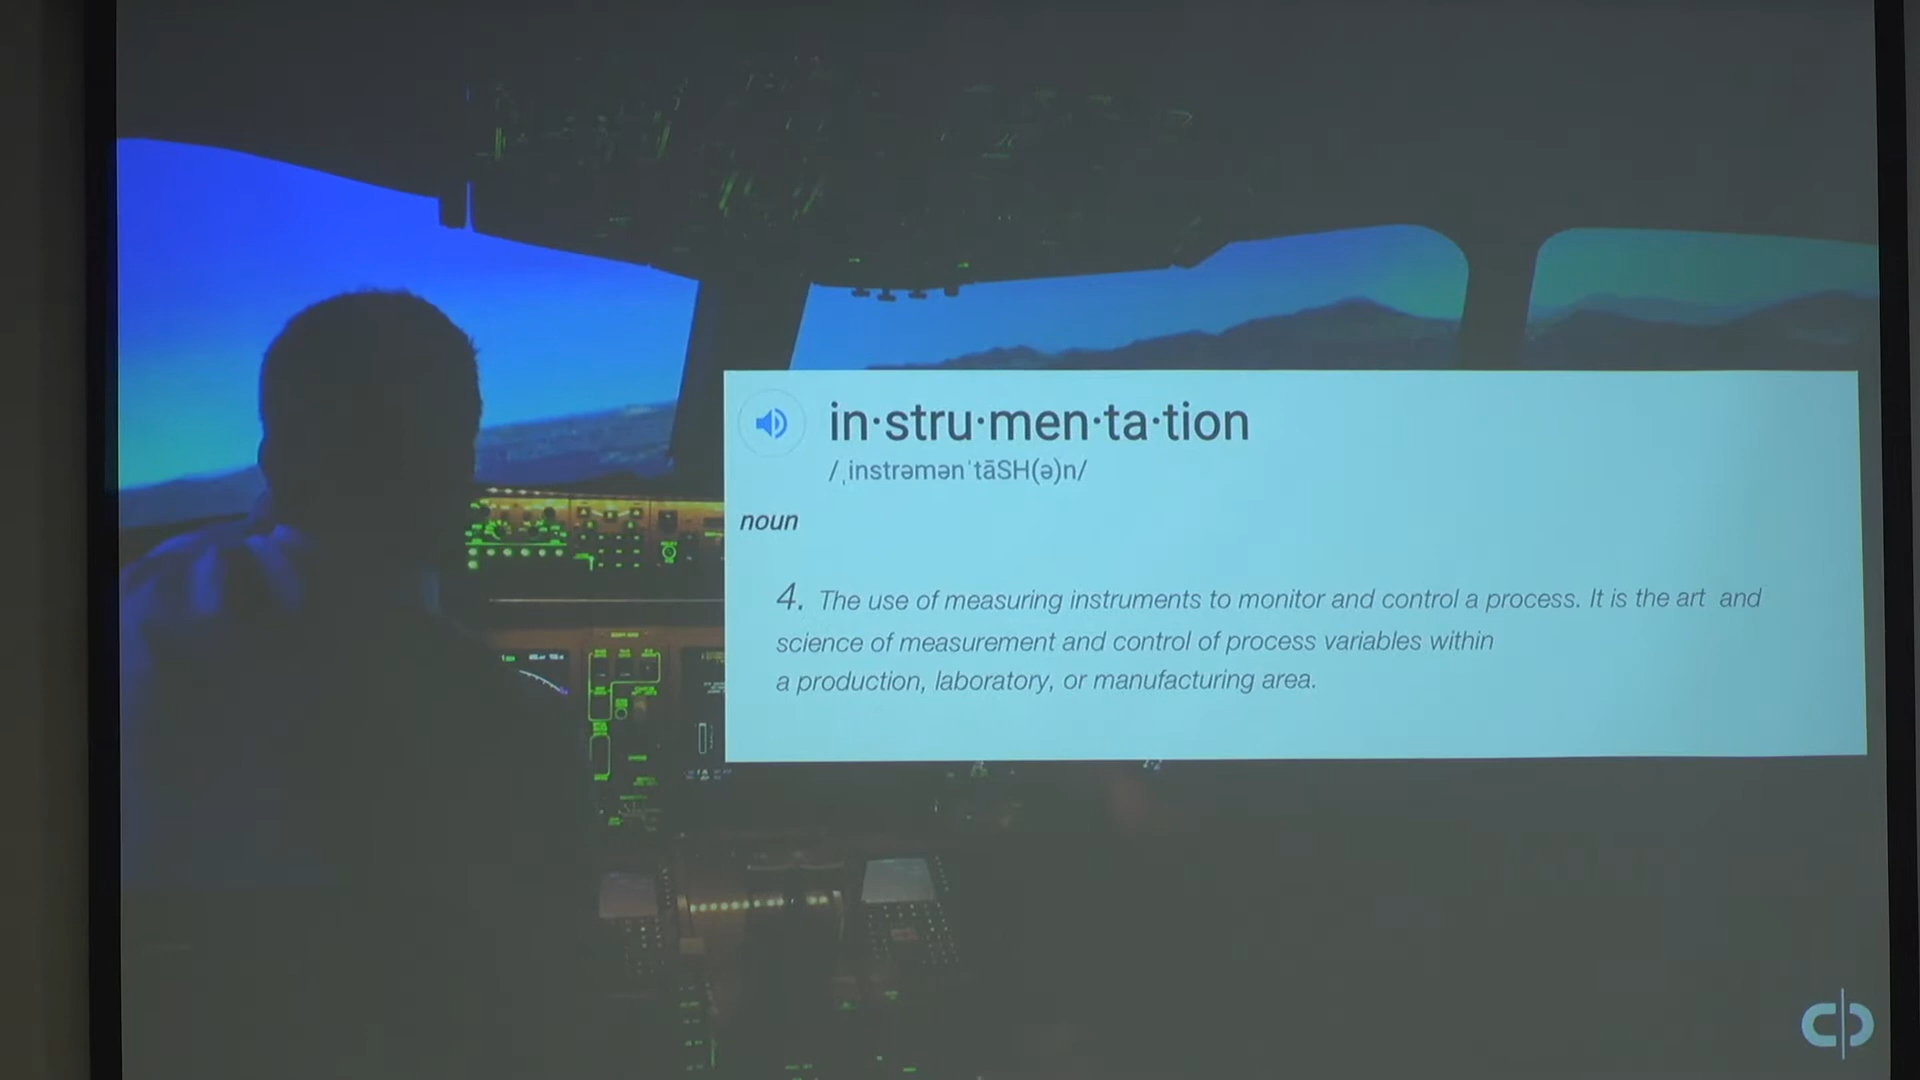 in·stru·men·ta·tion
/ˌinstrəmənˈtāSH(ə)n/
noun
4. The use of measuring instruments to monitor and control a process. It is the art and
science of measurement and control of process variables within
a production, laboratory, or manufacturing area.